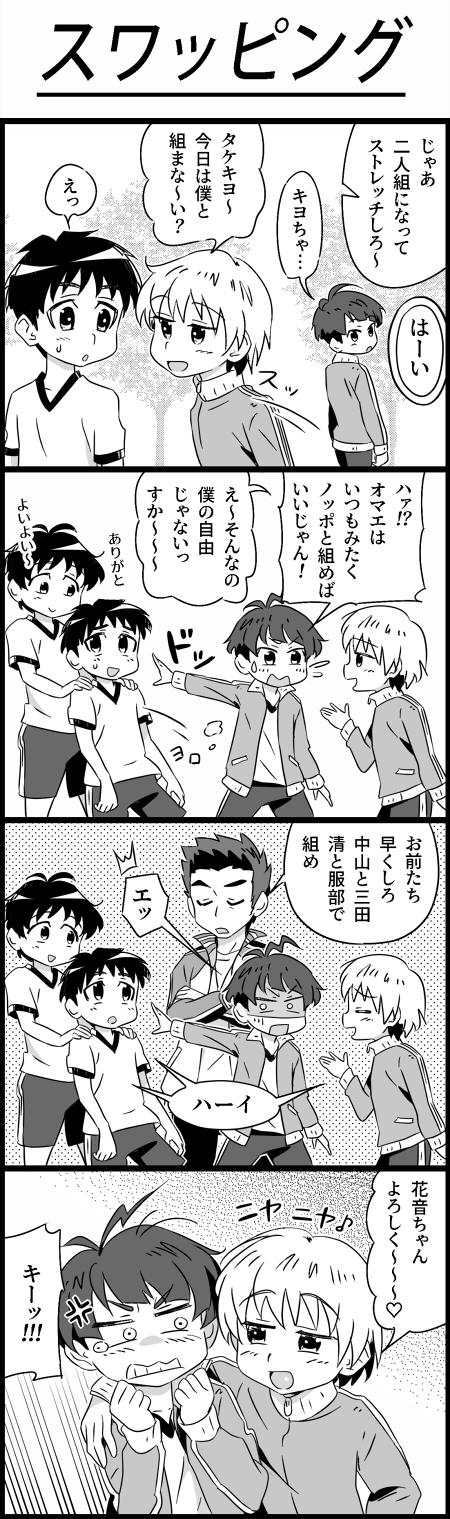 スワッピング
じゃあ
二人組になって
ストレッチしろ～
はーい
キヨちゃ…
タケキヨ～
今日は僕と
組まな～い？
えっ
スッ
ハァ!?
オマエは
いつもみたく
ノッポと組めば
いいじゃん！
え～そんなの
僕の自由
じゃないっ
すか～～～
ドッ
ヨロ
ありがと
よいよい～
お前たち
早くしろ
中山と三田
清と服部で
組め
エッ
ハーイ
花音ちゃん
よろしく～～～♡
ニヤニヤ♪
キーッ!!!